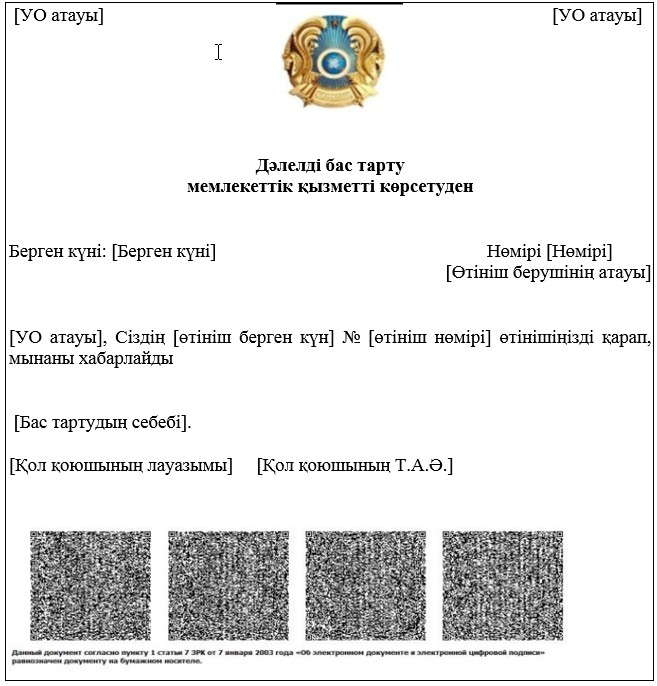 [УО атауы] [УО атауы]
Дәлелді бас тарту
мемлекеттік қызметті көрсетуден
Берген күні: [Берген күні] Нөмірі [Нөмірі]
[Өтініш берушінің атауы]
[УО атауы], Сіздің [өтініш берген күн] № [өтініш нөмірі] өтінішіңізді қарап,
мынаны хабарлайды
[Бас тартудың себебі].
[Қол қоюшының лауазымы] [Қол қоюшының Т.А.Ә.]
Данный документ согласно пункту 1 статьи 7 ЗРК от 7 января 2003 года «Об электронном документе и электронной цифровой подписи»
равнозначен документу на бумажном носителе.